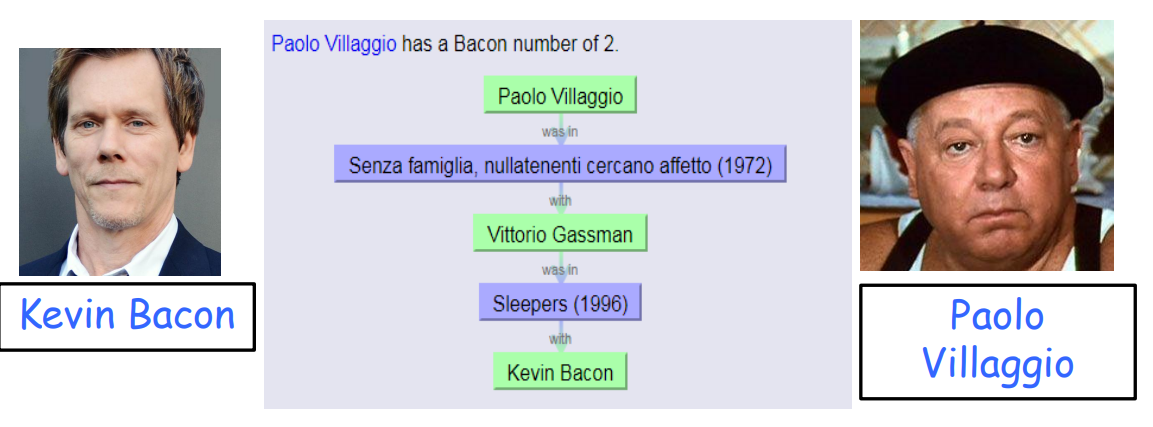 Paolo Villaggio has a Bacon number of 2.
Paolo Villaggio
was in
Senza famiglia, nullatenenti cercano affetto (1972)
with
Vittorio Gassman
was in
Sleepers (1996)
with
Kevin Bacon
Kevin Bacon
Paolo
Villaggio